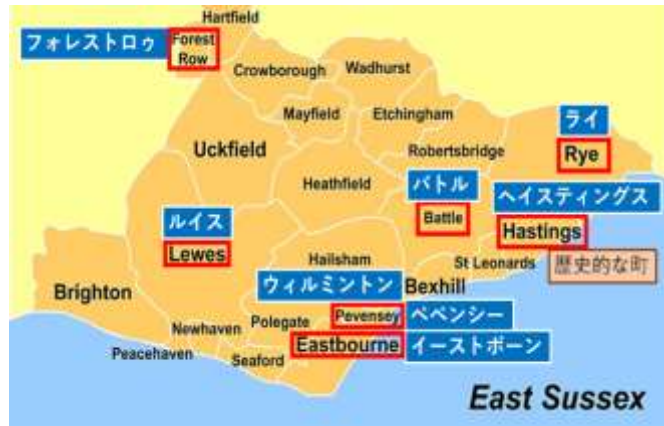 Hartfield
フォレストロゥ
Forest
Row
Crowborough
Wadhurst
Mayfield
Etchingham
ライ
Uckfield
Robertsbridge
Rye
Heathfield
バトル
ヘイスティングス
ルイス
Battle
Hastings
Lewes
Hailsham
St Leonards
歴史的な町
ウィルミントン
Bexhill
Brighton
Pevensey
ペベンシー
Newhaven
Polegate
Eastbourne
イーストボーン
Peacehaven
Seaford
East Sussex